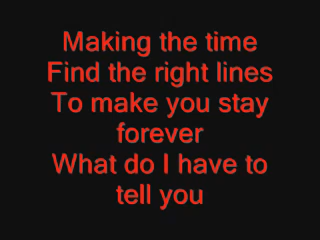 Making the time
Find the right lines
To make you stay
forever
What do I have to
tell you